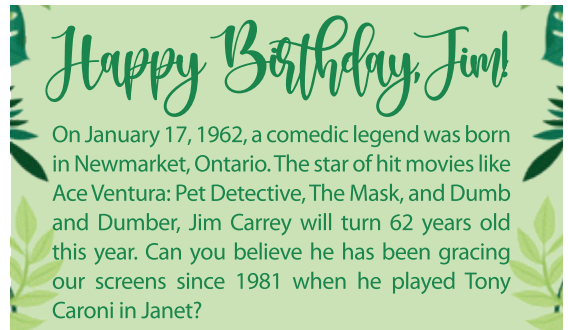 Happy Birthday, Jim!
On January 17, 1962, a comedic legend was born
in Newmarket, Ontario. The star of hit movies like
Ace Ventura: Pet Detective, The Mask, and Dumb
and Dumber, Jim Carrey will turn 62 years old
this year. Can you believe he has been gracing
our screens since 1981 when he played Tony
Caroni in Janet?